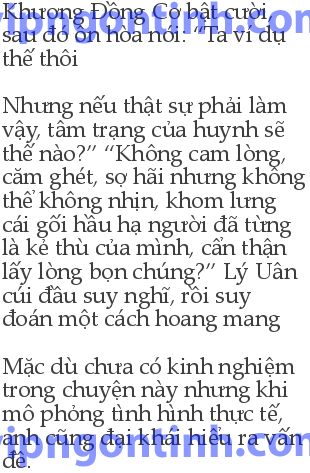 Khương Đồng Cơ bật cười,
sau đó ôn hòa nói: “Ta ví dụ
thế thôi

Nhưng nếu thật sự phải làm
vậy, tâm trạng của huynh sẽ
thế nào?” “Không cam lòng,
căm ghét, sợ hãi nhưng không
thể không nhịn, khom lưng
cái gối hầu hạ người đã từng
là kẻ thù của mình, cẩn thận
lấy lòng bọn chúng?” Lý Uân
cúi đầu suy nghĩ, rồi suy
đoán một cách hoang mang

Mặc dù chưa có kinh nghiệm
trong chuyện này nhưng khi
mô phỏng tình hình thực tế,
anh cũng đại khái hiểu ra vấn
đề.